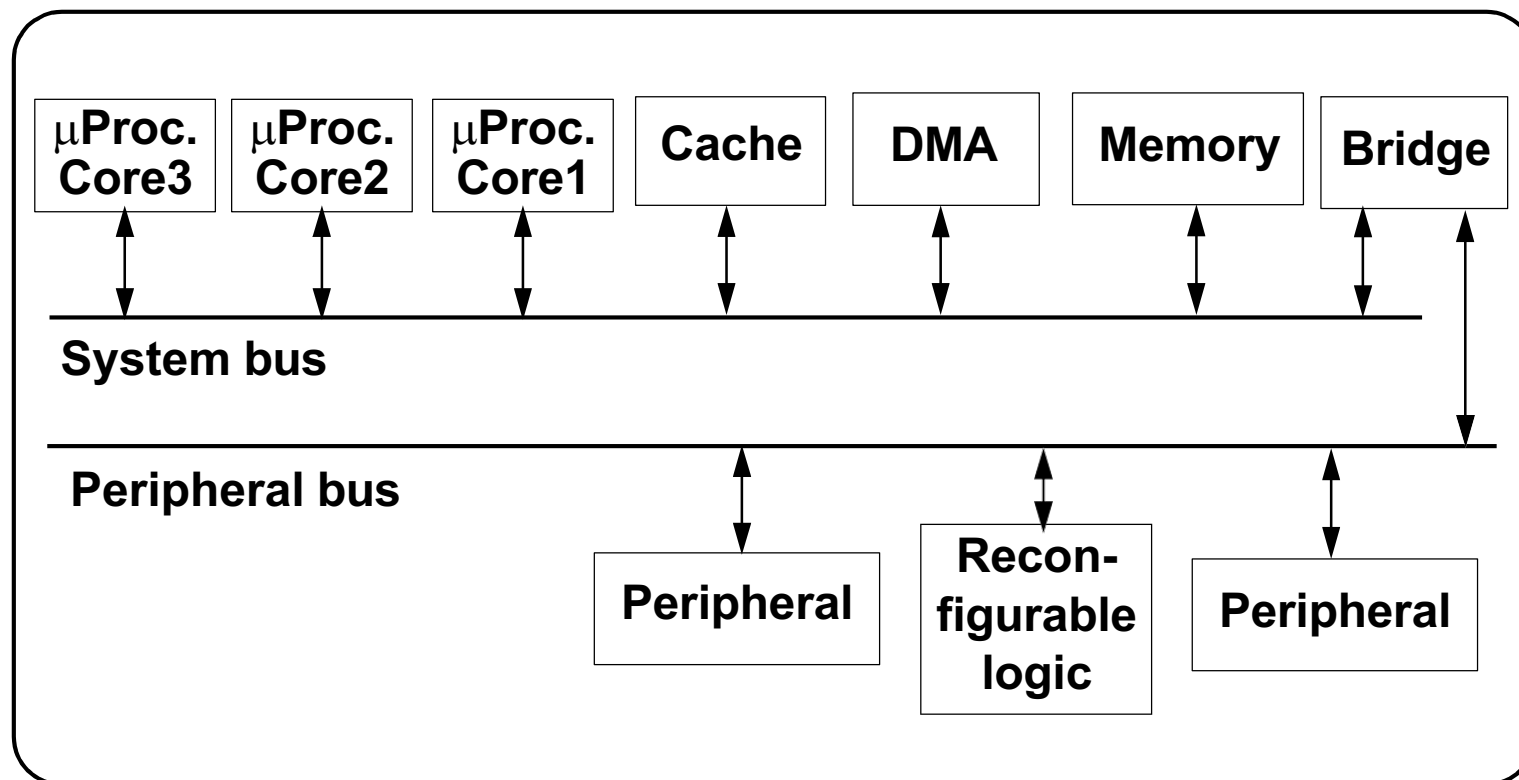 μProc.
Core3
μProc.
Core2
μProc.
Core1
Cache
DMA
Memory
Bridge
System bus
Peripheral bus
Peripheral
Recon-
figurable
logic
Peripheral